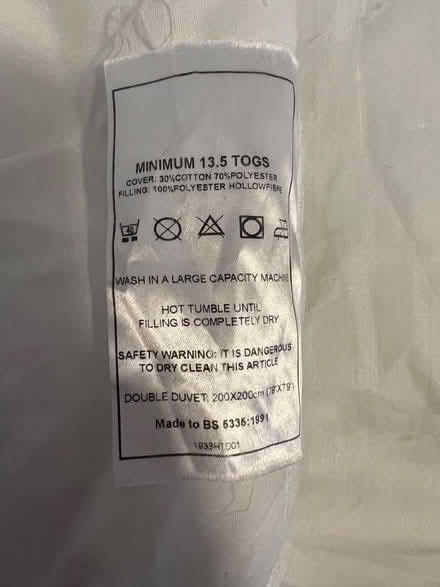 MINIMUM 13.5 TOGS
COVER: 30%COTTON 70%POLYESTER
FILLING: 100%POLYESTER HOLLOWFIBRE
40
WASH IN A LARGE CAPACITY MACHINE
HOT TUMBLE UNTIL
FILLING IS COMPLETELY DRY
SAFETY WARNING: IT IS DANGEROUS
TO DRY CLEAN THIS ARTICLE
DOUBLE DUVET: 200X200cm (79"X79")
Made to BS 5335:1991